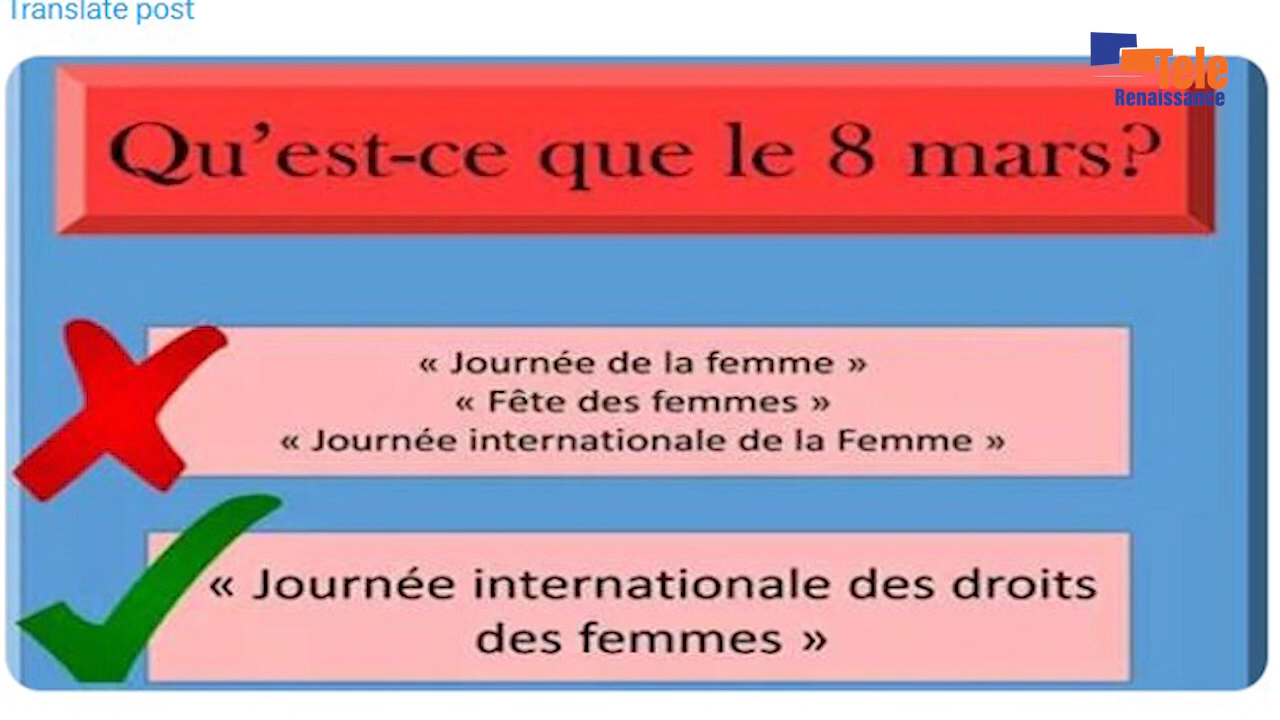 Translate post
Tele
Renaissance
Qu’est-ce que le 8 mars?
« Journée de la femme »
« Fête des femmes »
« Journée internationale de la Femme »
« Journée internationale des droits
des femmes »